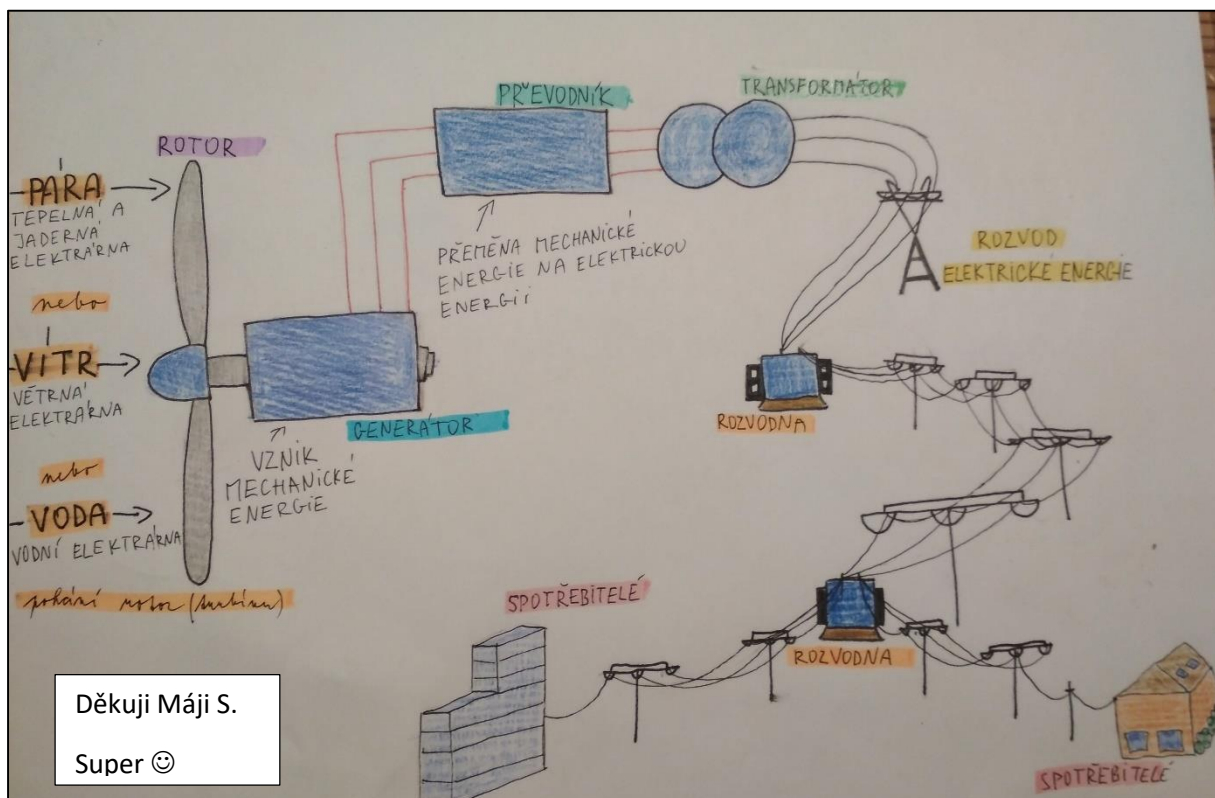 ROTOR
PŘEVODNÍK
TRANSFORMÁTOR
PÁRA
TEPELNÁ A
JADERNÁ
ELEKTRÁRNA
nebo
VÍTR
VĚTRNÁ
ELEKTRÁRNA
nebo
VODA
VODNÍ ELEKTRÁRNA
pohání rotor (turbínu)
PŘEMĚNA MECHANICKÉ
ENERGIE NA ELEKTRICKOU
ENERGII
GENERÁTOR
VZNIK
MECHANICKÉ
ENERGIE
ROZVOD
ELEKTRICKÉ ENERGIE
ROZVODNA
ROZVODNA
SPOTŘEBITELÉ
SPOTŘEBITELÉ
Děkuji Máji S.
Super ☺